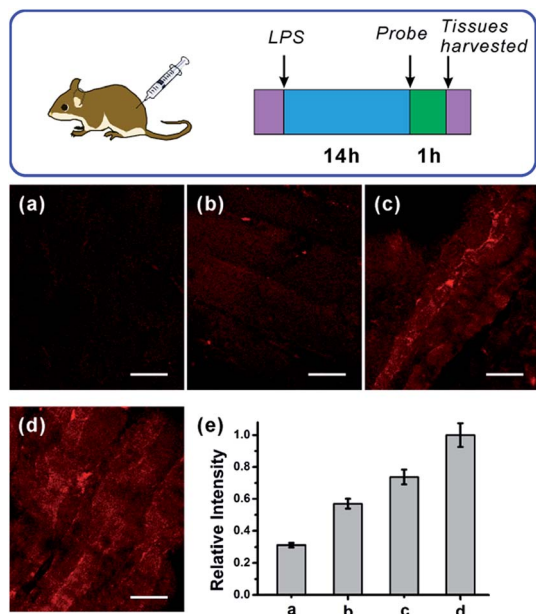 LPS
Probe
Tissues
harvested
14h
1h
(a)
(b)
(c)
(d)
(e)
Relative Intensity
1.0
0.8
0.6
0.4
0.2
0.0
a b c d